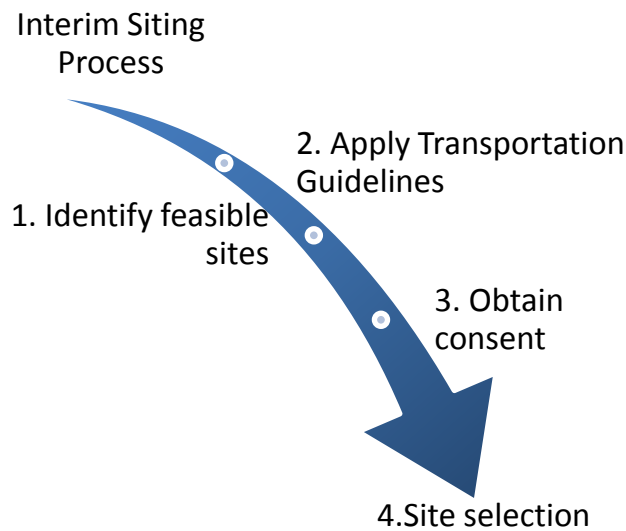 Interim Siting
Process
2. Apply Transportation
Guidelines
1. Identify feasible
sites
3. Obtain
consent
4.Site selection